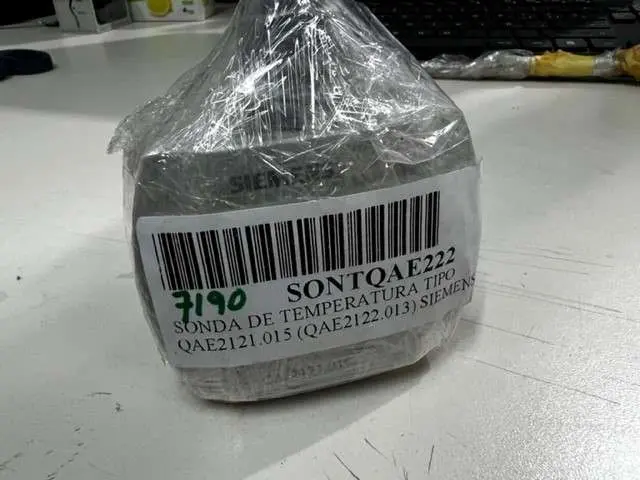 SIEMENS
7190
SONTQAE222
SONDA DE TEMPERATURA TIPO
QAE2121.015 (QAE2122.013) SIEMENS